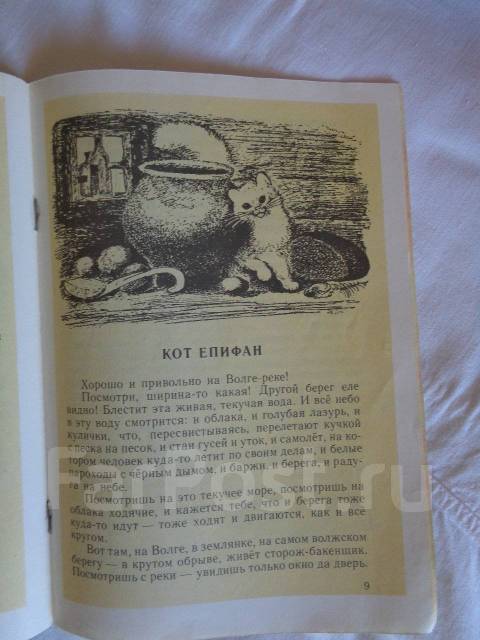 КОТ ЕПИФАН
Хорошо и привольно на Волге-реке!
Посмотри, ширина-то какая! Другой берег еле
видно! Блестит эта живая, текучая вода. И всё небо
в эту воду смотрится: и облака, и голубая лазурь, и
кулички, что, пересвистываясь, перелетают кучкой
с песка на песок, и стаи гусей и уток, и самолёт, на ко-
тором человек куда-то летит по своим делам, и белые
пароходы с чёрным дымом, и баржи, и берега, и раду-
га на небе.
Посмотришь на это текучее море, посмотришь на
облака ходячие, и кажется тебе, что и берега тоже
куда-то идут — тоже ходят и двигаются, как и все
кругом.
Вот там, на Волге, в землянке, на самом волжском
берегу — в крутом обрыве, живёт сторож-бакенщик.
Посмотришь с реки — увидишь только окно да дверь.
9